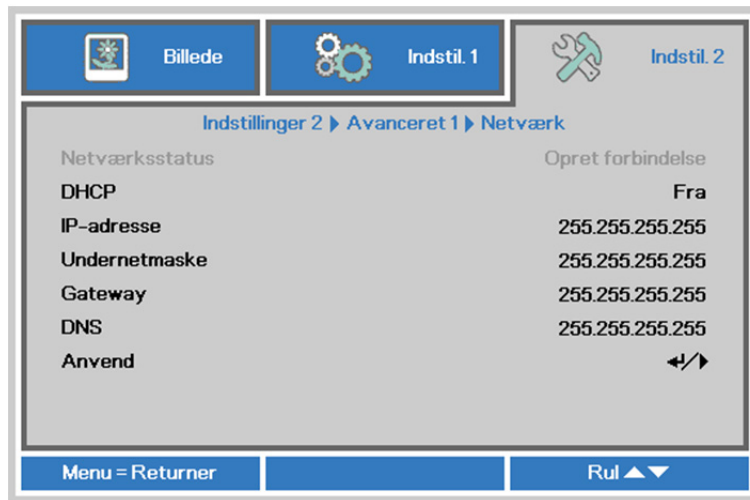 Billede Indstil. 1 Indstil. 2
Indstillinger 2 ▶ Avanceret 1 ▶ Netværk
Netværksstatus Opret forbindelse
DHCP Fra
IP-adresse 255.255.255.255
Undernetmaske 255.255.255.255
Gateway 255.255.255.255
DNS 255.255.255.255
Anvend ↵/▶
Menu = Returner Rul ▲▼